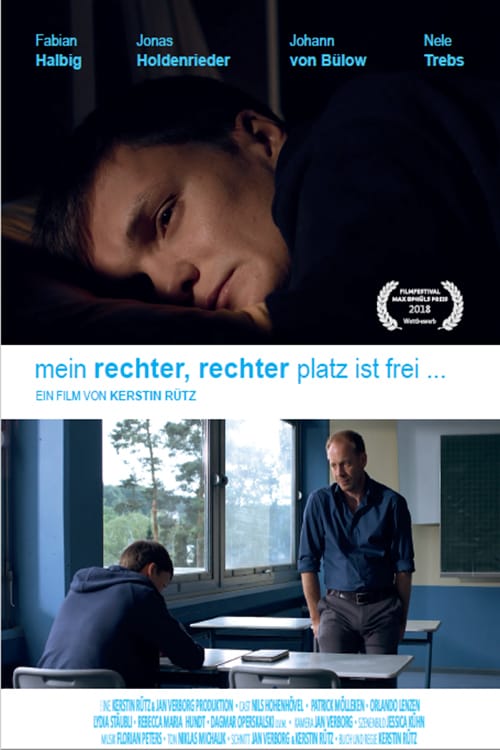 Fabian Halbig
Jonas Holdenrieder
Johann von Bülow
Nele Trebs
FILMFESTIVAL
MAX OPHÜLS PREIS
2018
Wettbewerb
mein rechter, rechter platz ist frei ...
EIN FILM VON KERSTIN RÜTZ
EINE KERSTIN RÜTZ & JAN VERBORG PRODUKTION • CAST NILS HOHENHÖVEL • PATRICK MÖLLEKEN • ORLANDO LENZEN
LYDIA STÄUBLI • REBECCA MARIA HUNDT • DAGMAR OPERSKALSKI U.V.M. • KAMERA JAN VERBORG • SZENENBILD JESSICA KÜHN
MUSIK FLORIAN PETERS • TON NIKLAS MICHALIK • SCHNITT JAN VERBORG & KERSTIN RÜTZ • BUCH UND REGIE KERSTIN RÜTZ